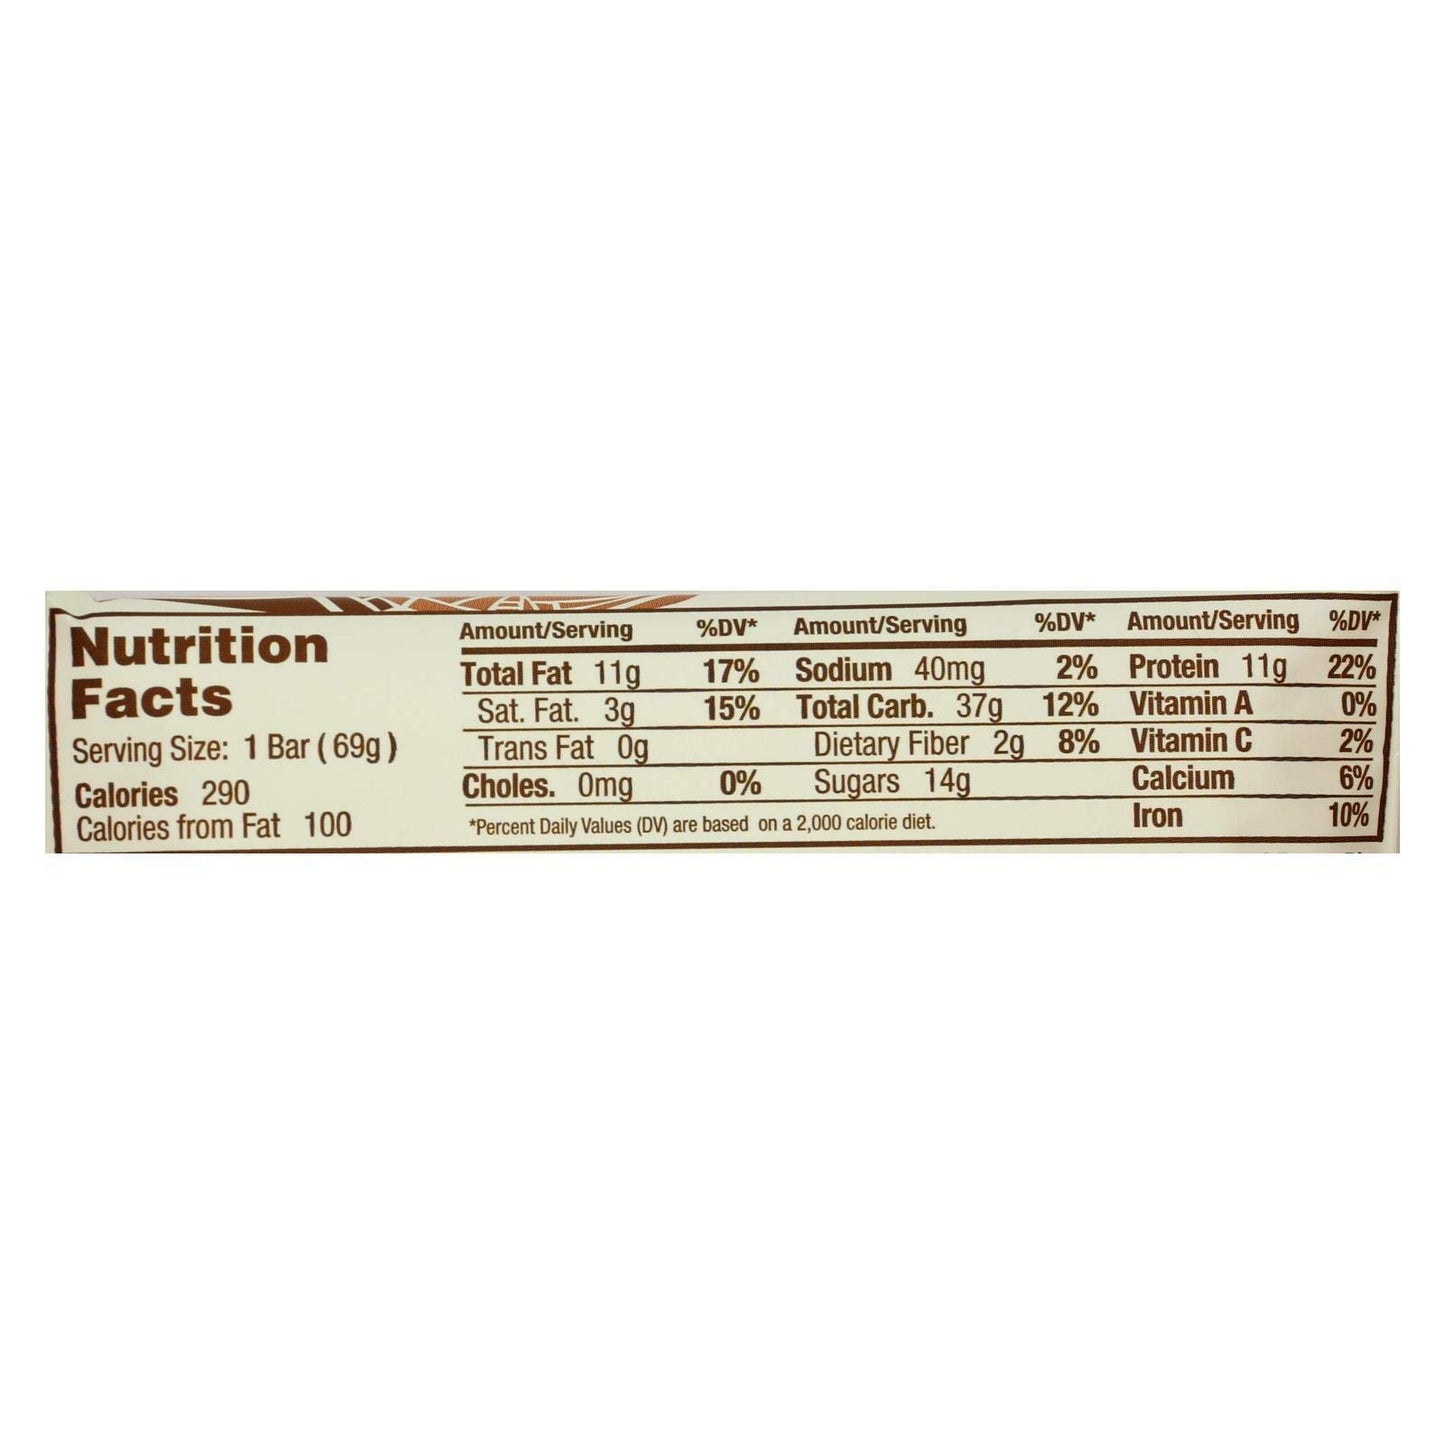 Nutrition
Facts
Serving Size: 1 Bar ( 69g )
Calories 290
Calories from Fat 100
Amount/Serving %DV*
Total Fat 11g 17%
Sat. Fat. 3g 15%
Trans Fat 0g
Choles. 0mg 0%
Amount/Serving %DV*
Sodium 40mg 2%
Total Carb. 37g 12%
Dietary Fiber 2g 8%
Sugars 14g
*Percent Daily Values (DV) are based on a 2,000 calorie diet.
Amount/Serving %DV*
Protein 11g 22%
Vitamin A 0%
Vitamin C 2%
Calcium 6%
Iron 10%